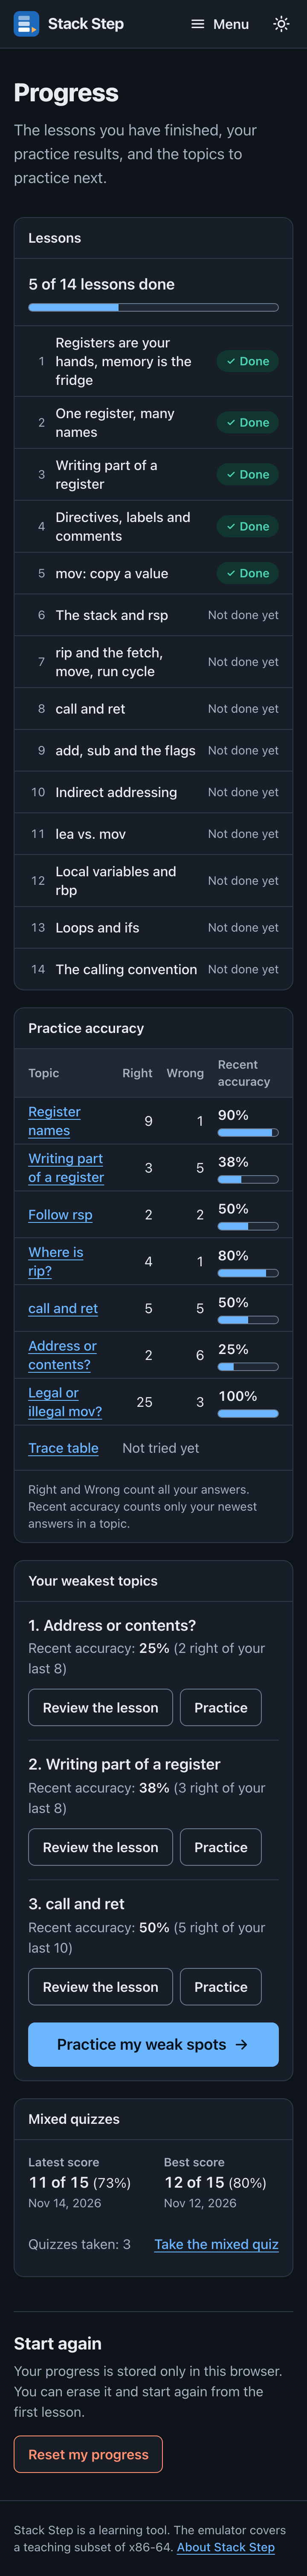 Stack Step
Menu
Progress
The lessons you have finished, your
practice results, and the topics to
practice next.
Lessons
5 of 14 lessons done
1 Registers are your
hands, memory is the
fridge
Done
2 One register, many
names
Done
3 Writing part of a
register
Done
4 Directives, labels and
comments
Done
5 mov: copy a value Done
6 The stack and rsp Not done yet
7 rip and the fetch,
move, run cycle
Not done yet
8 call and ret Not done yet
9 add, sub and the flags Not done yet
10 Indirect addressing Not done yet
11 lea vs. mov Not done yet
12 Local variables and
rbp
Not done yet
13 Loops and ifs Not done yet
14 The calling convention Not done yet
Practice accuracy
Topic Right Wrong Recent
accuracy
Register
names
9 1 90%
Writing part
of a register
3 5 38%
Follow rsp 2 2 50%
Where is
rip?
4 1 80%
call and ret 5 5 50%
Address or
contents?
2 6 25%
Legal or
illegal mov?
25 3 100%
Trace table Not tried yet
Right and Wrong count all your answers.
Recent accuracy counts only your newest
answers in a topic.
Your weakest topics
1. Address or contents?
Recent accuracy: 25% (2 right of your
last 8)
Review the lesson Practice
2. Writing part of a register
Recent accuracy: 38% (3 right of your
last 8)
Review the lesson Practice
3. call and ret
Recent accuracy: 50% (5 right of your
last 10)
Review the lesson Practice
Practice my weak spots →
Mixed quizzes
Latest score Best score
11 of 15 (73%) 12 of 15 (80%)
Nov 14, 2026 Nov 12, 2026
Quizzes taken: 3 Take the mixed quiz
Start again
Your progress is stored only in this browser.
You can erase it and start again from the
first lesson.
Reset my progress
Stack Step is a learning tool. The emulator covers
a teaching subset of x86-64. About Stack Step